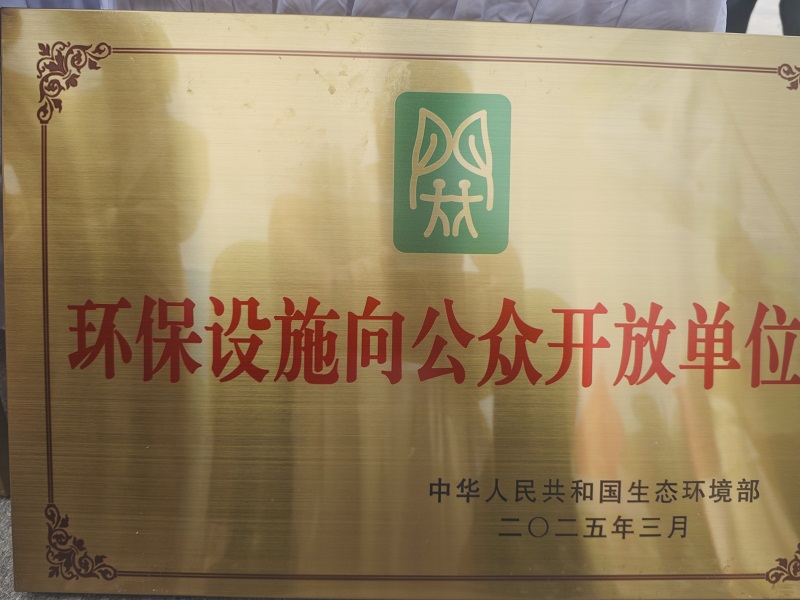 环保设施向公众开放单位
中华人民共和国生态环境部
二〇二五年三月